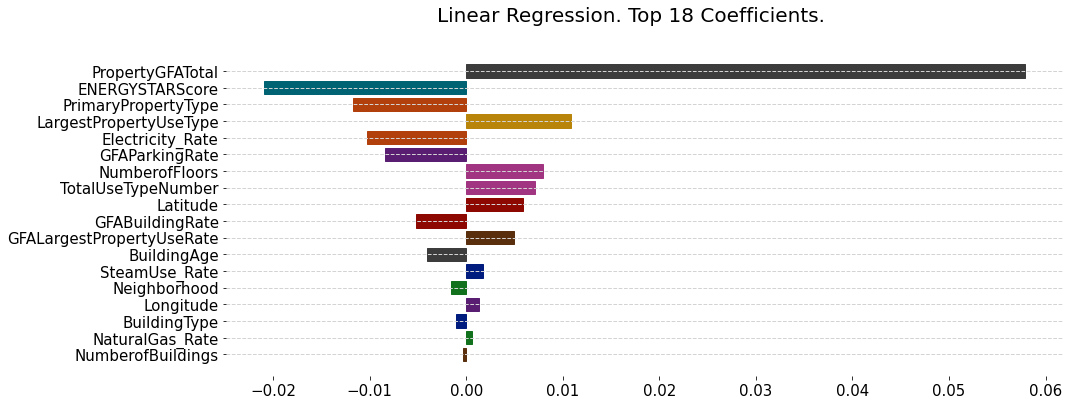 Linear Regression. Top 18 Coefficients.
PropertyGFATotal
ENERGYSTARScore
PrimaryPropertyType
LargestPropertyUseType
Electricity_Rate
GFAParkingRate
NumberofFloors
TotalUseTypeNumber
Latitude
GFABuildingRate
GFALargestPropertyUseRate
BuildingAge
SteamUse_Rate
Neighborhood
Longitude
BuildingType
NaturalGas_Rate
NumberofBuildings
−0.02 −0.01 0.00 0.01 0.02 0.03 0.04 0.05 0.06